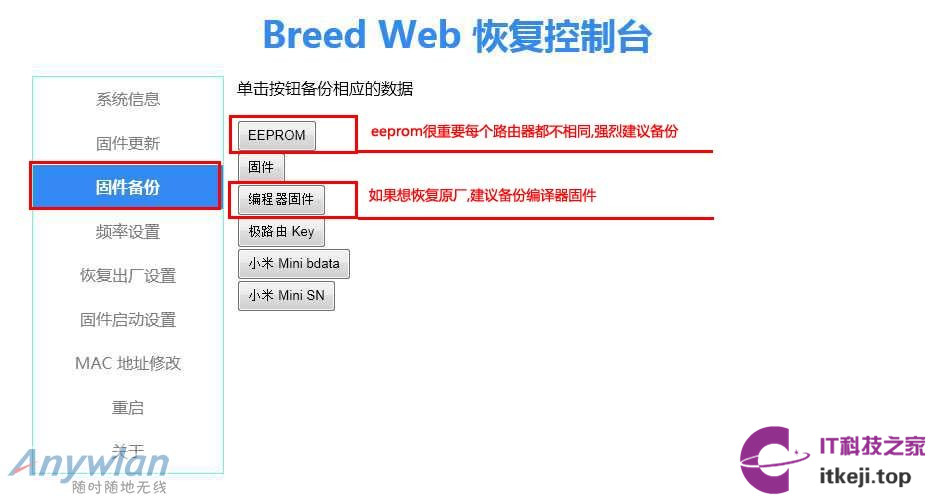 Breed Web 恢复控制台
系统信息
固件更新
固件备份
频率设置
恢复出厂设置
固件启动设置
MAC 地址修改
重启
关于
单击按钮备份相应的数据
EEPROM
eeprom很重要每个路由器都不相同,强烈建议备份
固件
编程器固件
如果想恢复原厂,建议备份编译器固件
极路由 Key
小米 Mini bdata
小米 Mini SN
Anywlan
随时随地无线
IT科技之家
itkeji.top